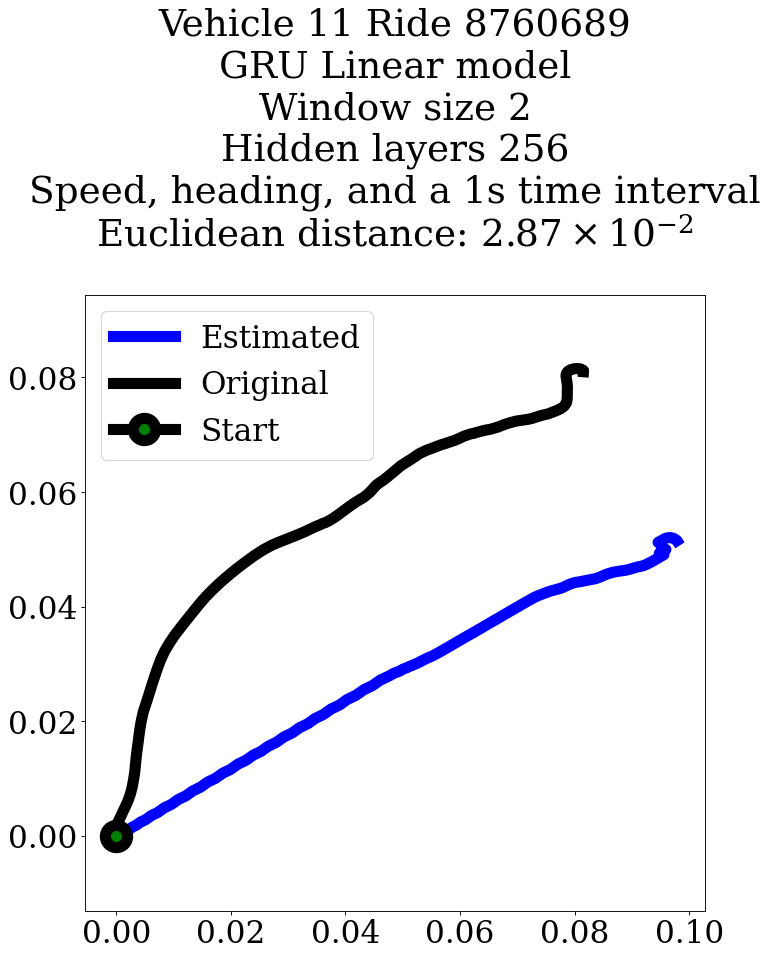 Vehicle 11 Ride 8760689
GRU Linear model
Window size 2
Hidden layers 256
Speed, heading, and a 1s time interval
Euclidean distance: 2.87 × 10⁻²
Estimated
Original
Start
0.08
0.06
0.04
0.02
0.00
0.00 0.02 0.04 0.06 0.08 0.10